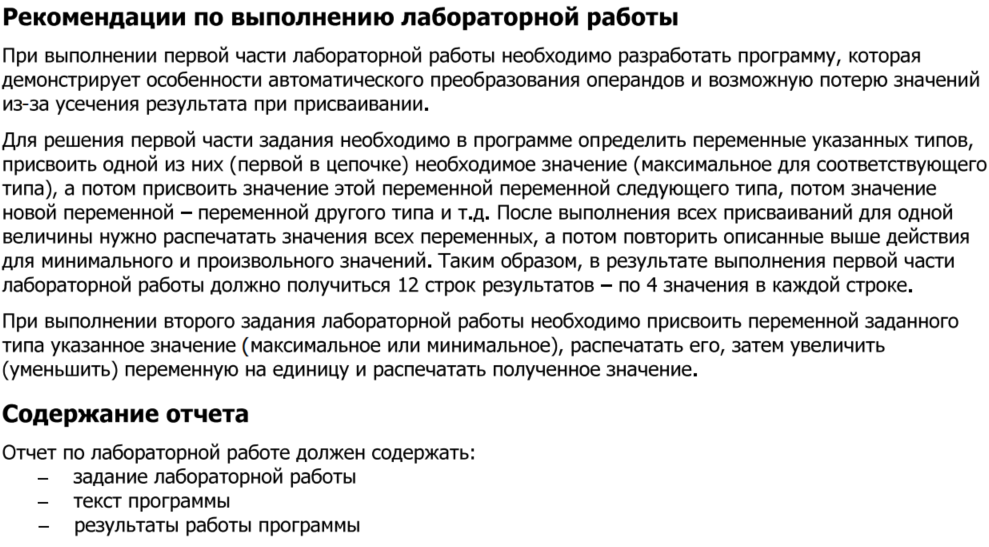 Рекомендации по выполнению лабораторной работы
При выполнении первой части лабораторной работы необходимо разработать программу, которая
демонстрирует особенности автоматического преобразования операндов и возможную потерю значений
из-за усечения результата при присваивании.
Для решения первой части задания необходимо в программе определить переменные указанных типов,
присвоить одной из них (первой в цепочке) необходимое значение (максимальное для соответствующего
типа), а потом присвоить значение этой переменной переменной следующего типа, потом значение
новой переменной – переменной другого типа и т.д. После выполнения всех присваиваний для одной
величины нужно распечатать значения всех переменных, а потом повторить описанные выше действия
для минимального и произвольного значений. Таким образом, в результате выполнения первой части
лабораторной работы должно получиться 12 строк результатов – по 4 значения в каждой строке.
При выполнении второго задания лабораторной работы необходимо присвоить переменной заданного
типа указанное значение (максимальное или минимальное), распечатать его, затем увеличить
(уменьшить) переменную на единицу и распечатать полученное значение.
Содержание отчета
Отчет по лабораторной работе должен содержать:
– задание лабораторной работы
– текст программы
– результаты работы программы